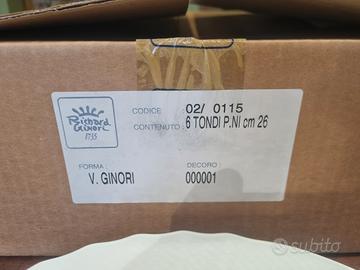 Richard
Ginori
1735
CODICE : 02/ 0115
CONTENUTO : 6 TONDI P.NI cm 26
FORMA : DECORO :
V. GINORI 000001
subito